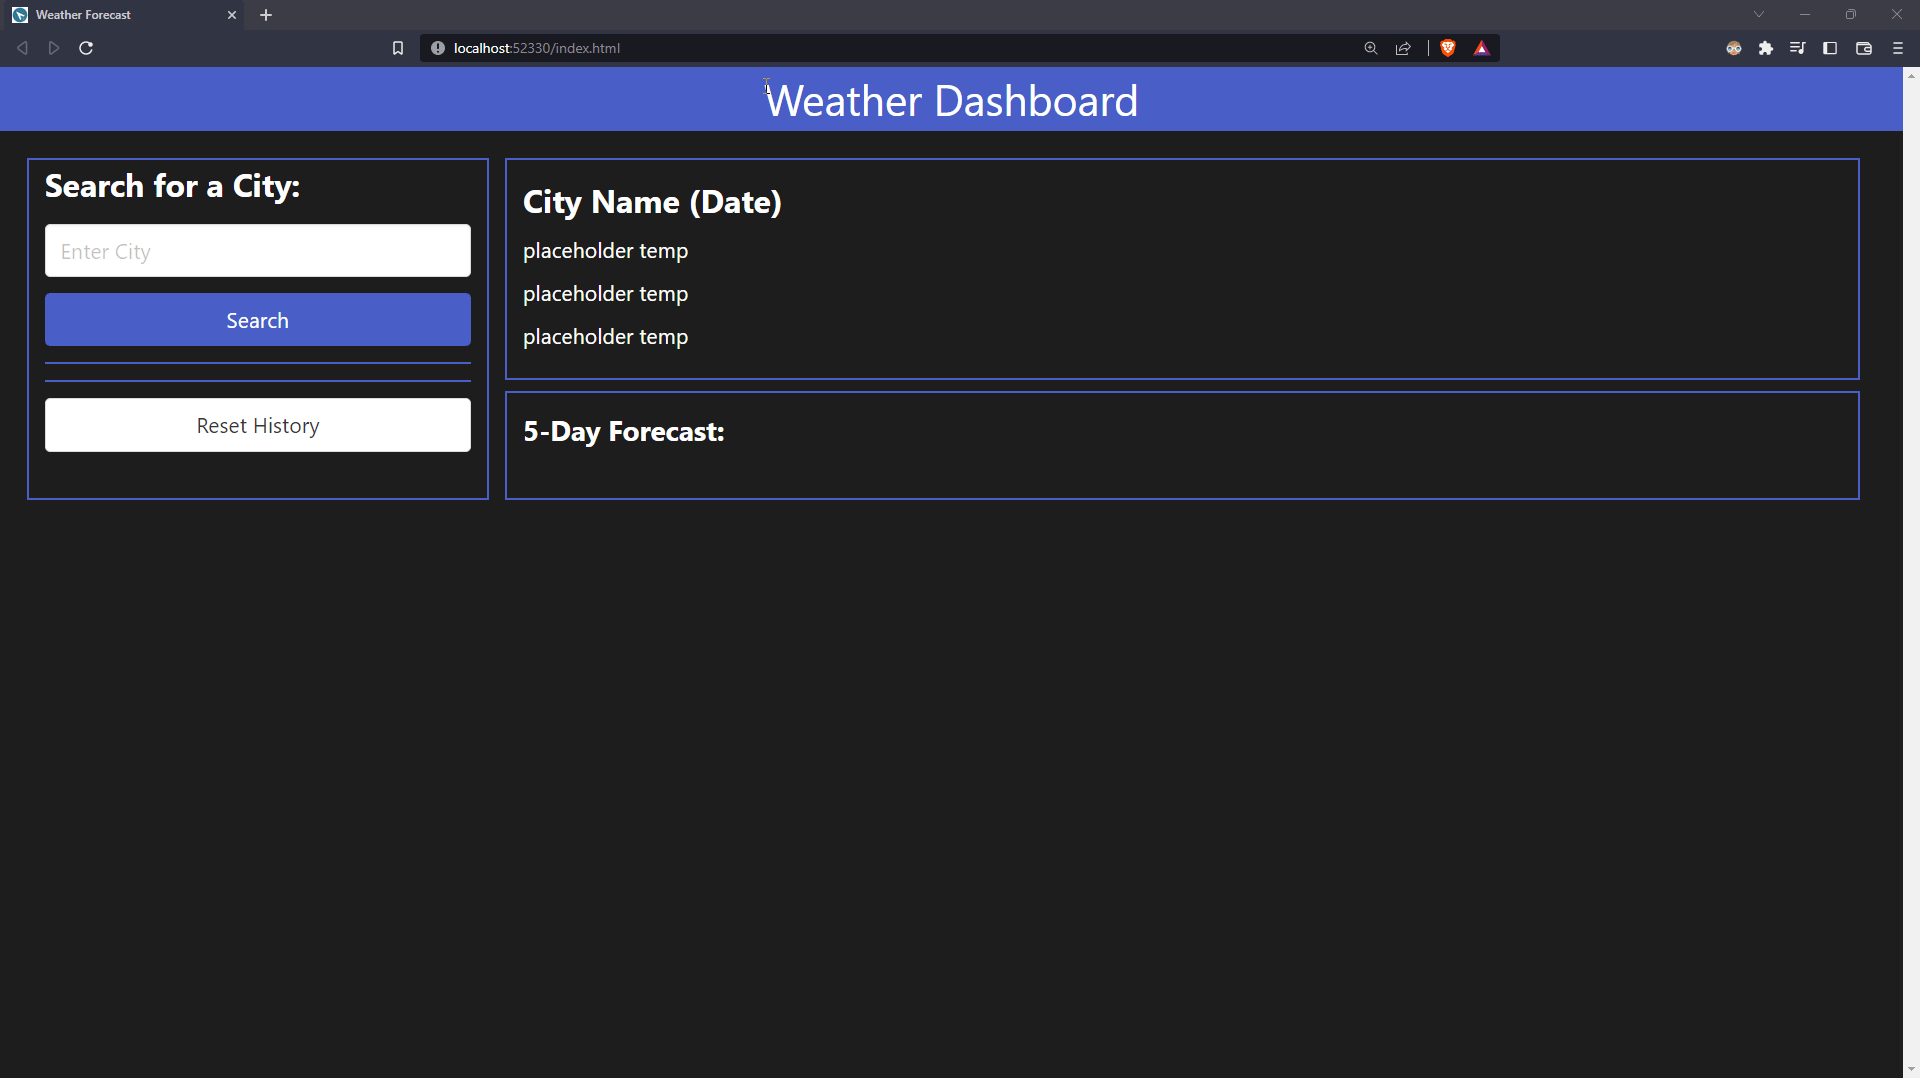 Weather Forecast
localhost:52330/index.html
Weather Dashboard
Search for a City:
Enter City
Search
Reset History
City Name (Date)
placeholder temp
placeholder temp
placeholder temp
5-Day Forecast: